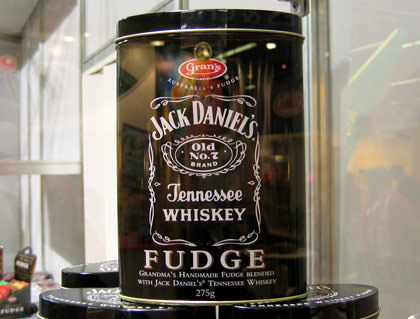 Gran's
AUSTRALIA'S FUDGE
JACK DANIEL'S
Old
No.7
BRAND
Tennessee
WHISKEY
FUDGE
GRANDMA'S HANDMADE FUDGE BLENDED
WITH JACK DANIEL'S® TENNESSEE WHISKEY
275g